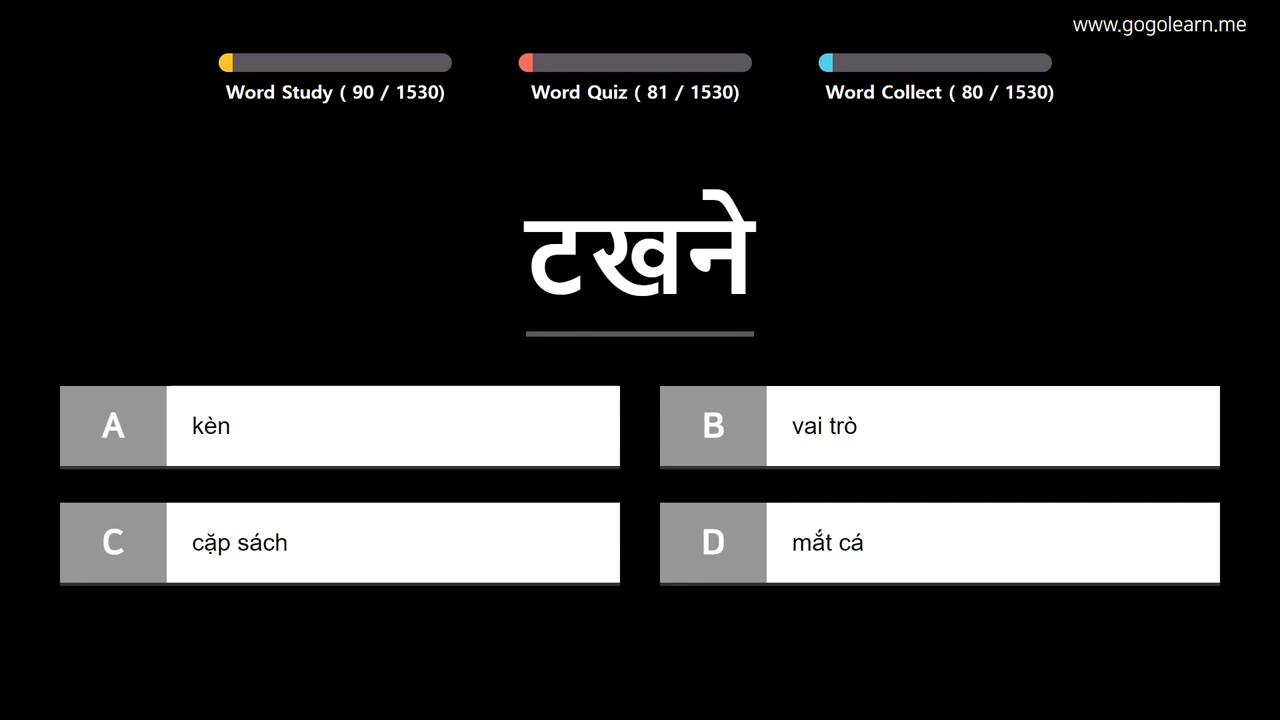 www.gogolearn.me
Word Study ( 90 / 1530)
Word Quiz ( 81 / 1530)
Word Collect ( 80 / 1530)
टखने
A kèn
B vai trò
C cặp sách
D mắt cá